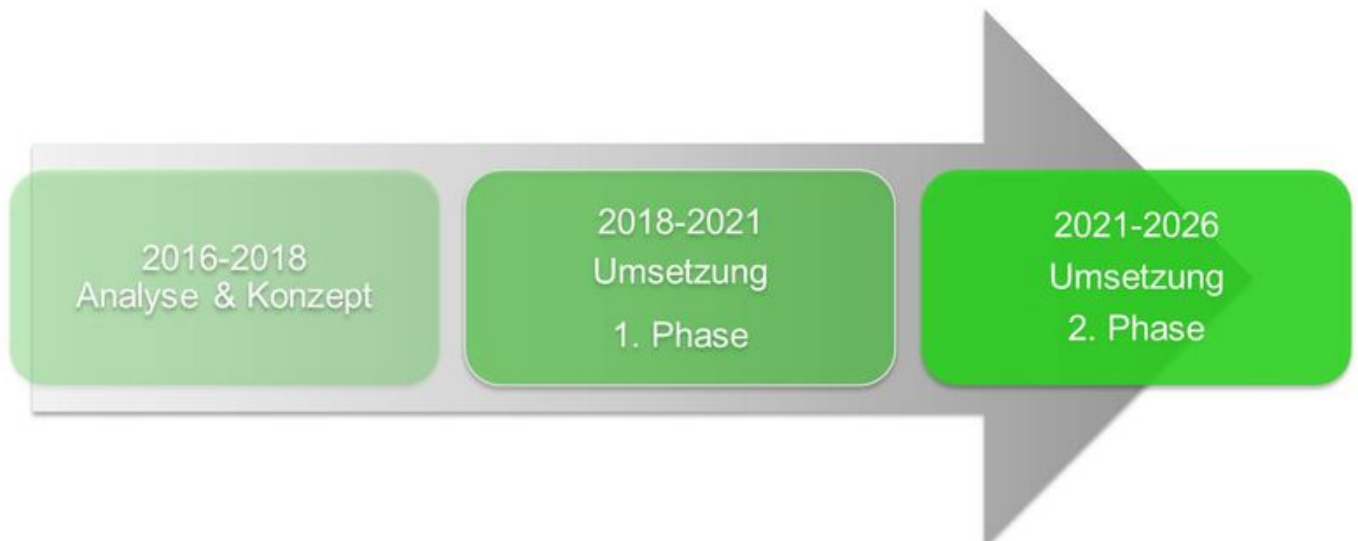 2016-2018
Analyse & Konzept
2018-2021
Umsetzung
1. Phase
2021-2026
Umsetzung
2. Phase